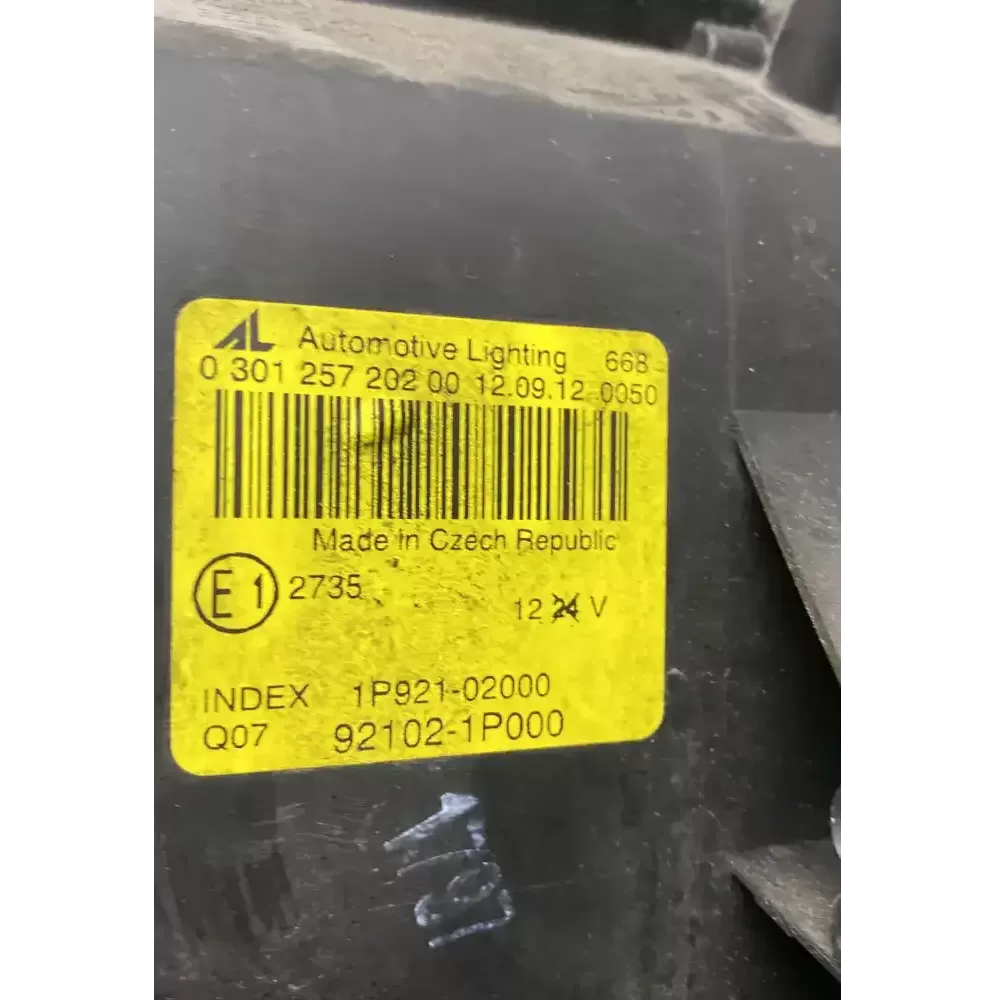 AL Automotive Lighting 668
0 301 257 202 00 12.09.12 0050
Made in Czech Republic
E1 2735
12 24 V
INDEX 1P921-02000
Q07 92102-1P000